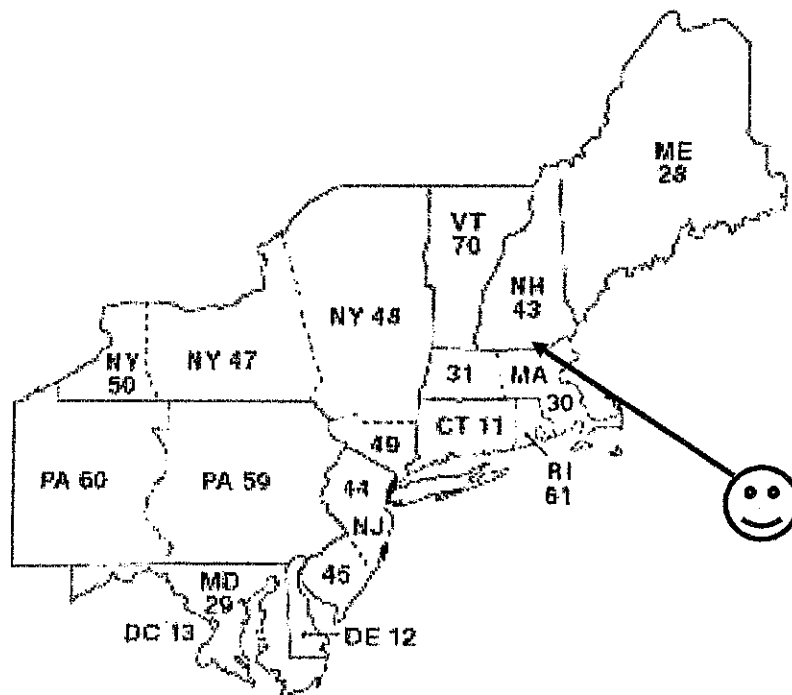 ME
28
VT
70
NH
43
NY 48
NY 47
NY
50
31
MA
30
CT 11
49
RI
61
PA 60
PA 59
44
NJ
45
MD
29
DC 13
DE 12